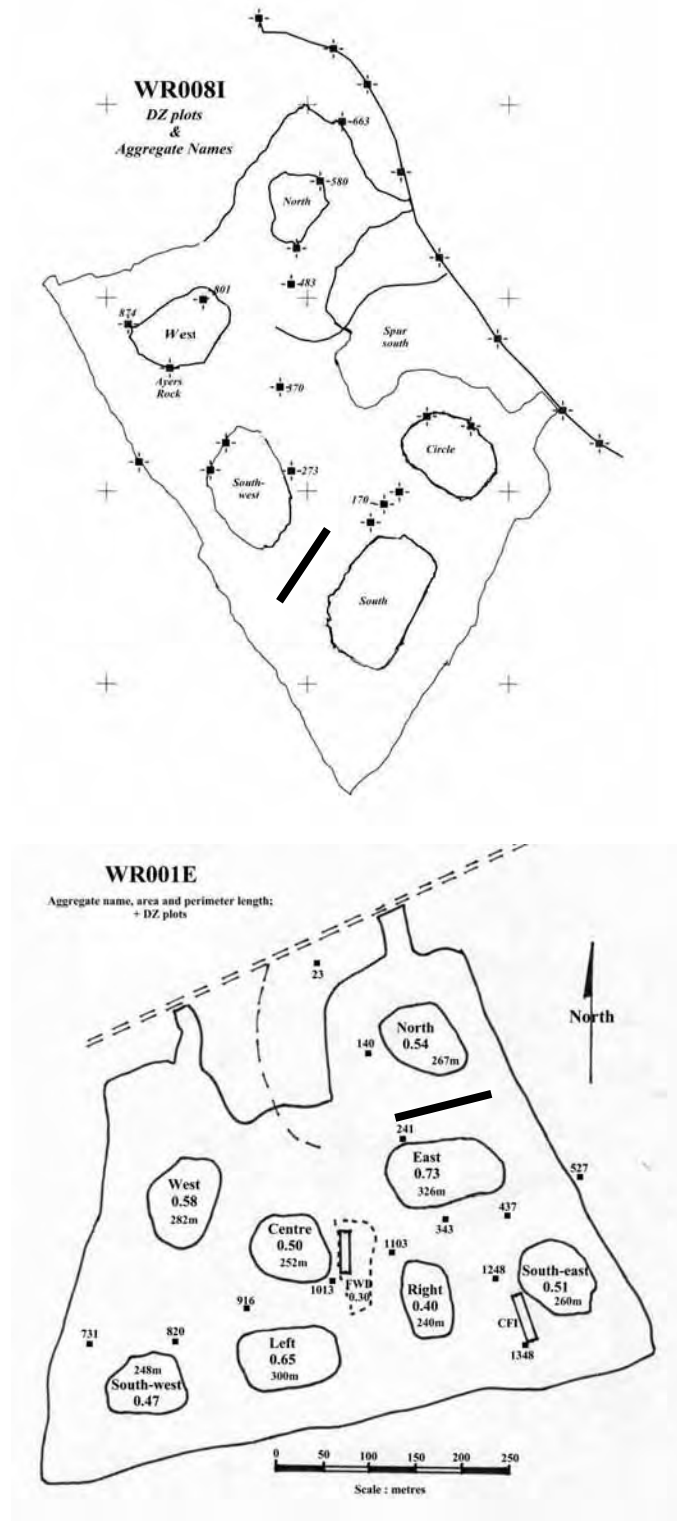 WR008I
DZ plots
&
Aggregate Names
663
580
North
483
801
874
West
Spur
south
Ayers
Rock
370
Circle
273
South-
west
170
South
WR001E
Aggregate name, area and perimeter length;
+ DZ plots
23
North
North
0.54
267m
140
241
East
0.73
326m
527
West
0.58
282m
437
343
Centre
0.50
252m
1103
1248
South-east
0.51
260m
1013
FWD
0.30
Right
0.40
240m
CFI
916
731
820
Left
0.65
300m
1348
248m
South-west
0.47
0 50 100 150 200 250
Scale : metres